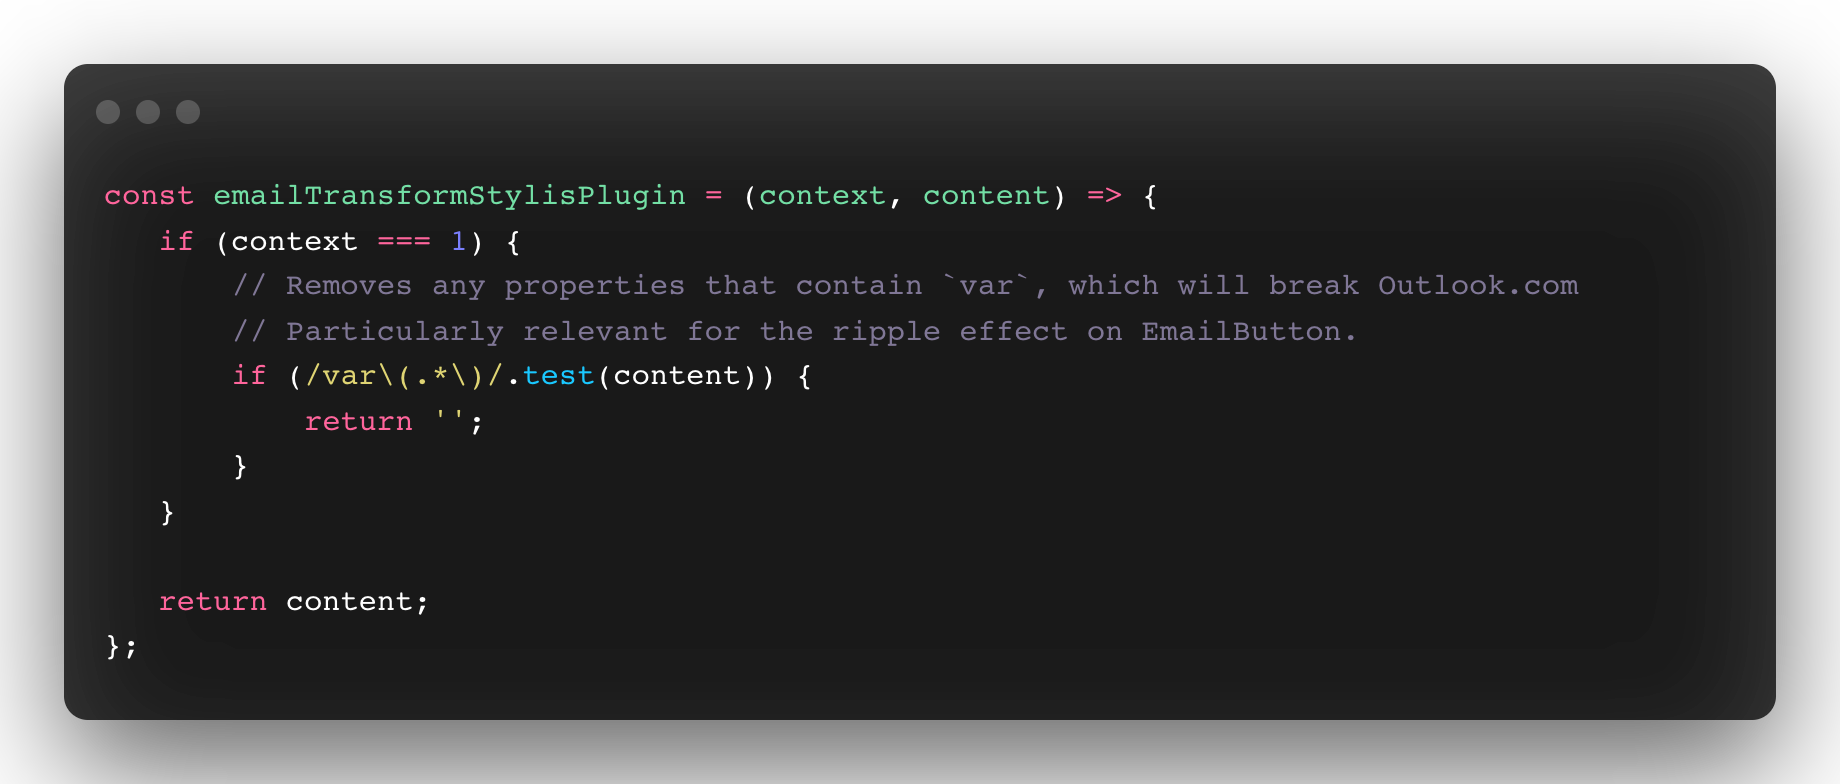 const emailTransformStylisPlugin = (context, content) => {
   if (context === 1) {
       // Removes any properties that contain `var`, which will break Outlook.com
       // Particularly relevant for the ripple effect on EmailButton.
       if (/var\(.*\)/.test(content)) {
           return '';
       }
   }

   return content;
};